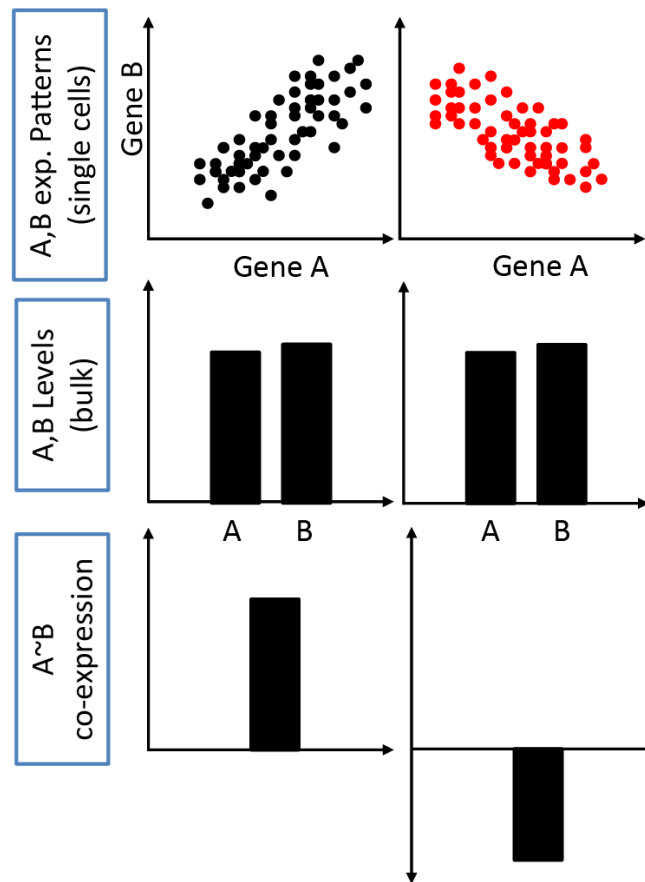 A,B exp. Patterns
(single cells)
Gene B
Gene A
Gene A
A,B Levels
(bulk)
A
B
A
B
A~B
co-expression